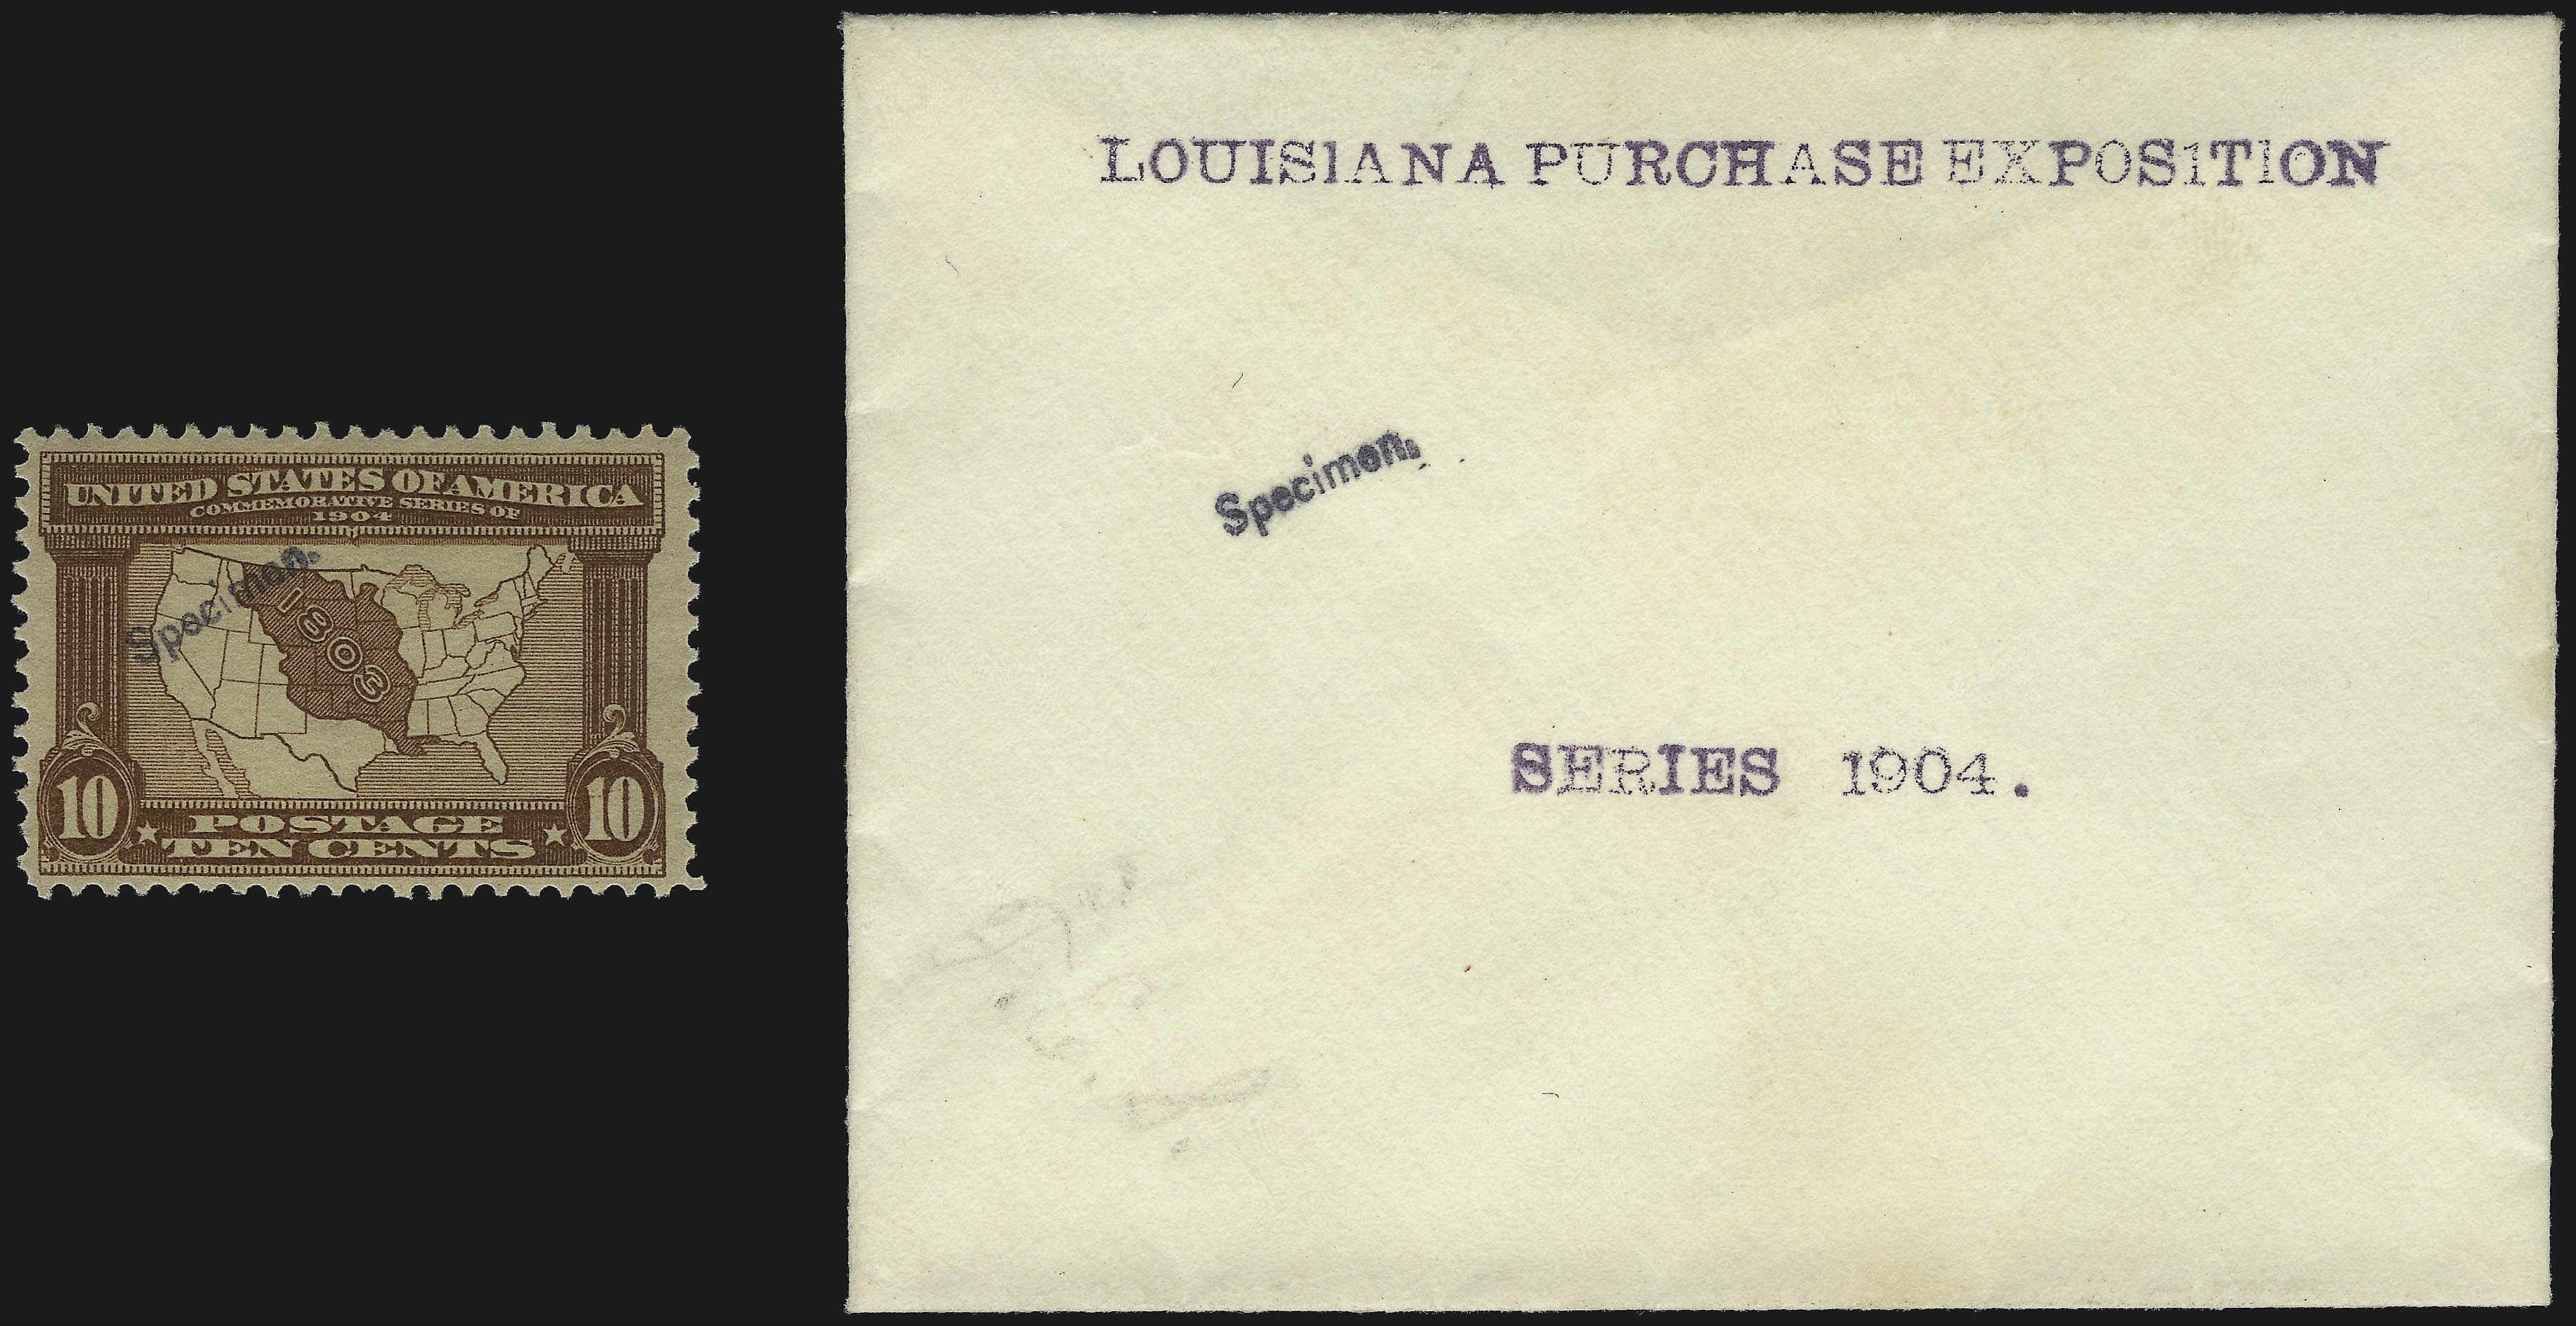 UNITED STATES OF AMERICA
COMMEMORATIVE SERIES OF
1904
Specimen.
1803
10 POSTAGE 10
TEN CENTS
LOUISIANA PURCHASE EXPOSITION
Specimen.
SERIES 1904.